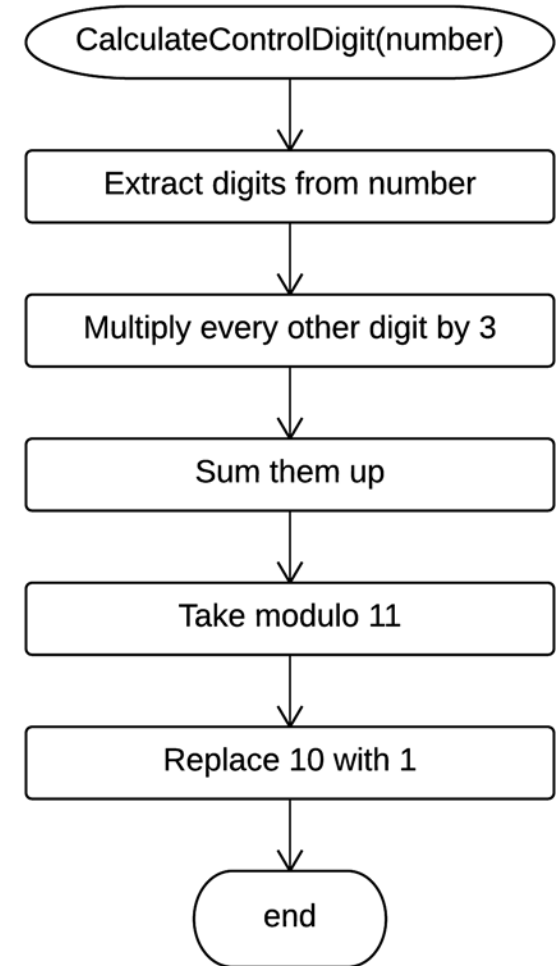 CalculateControlDigit(number)
Extract digits from number
Multiply every other digit by 3
Sum them up
Take modulo 11
Replace 10 with 1
end